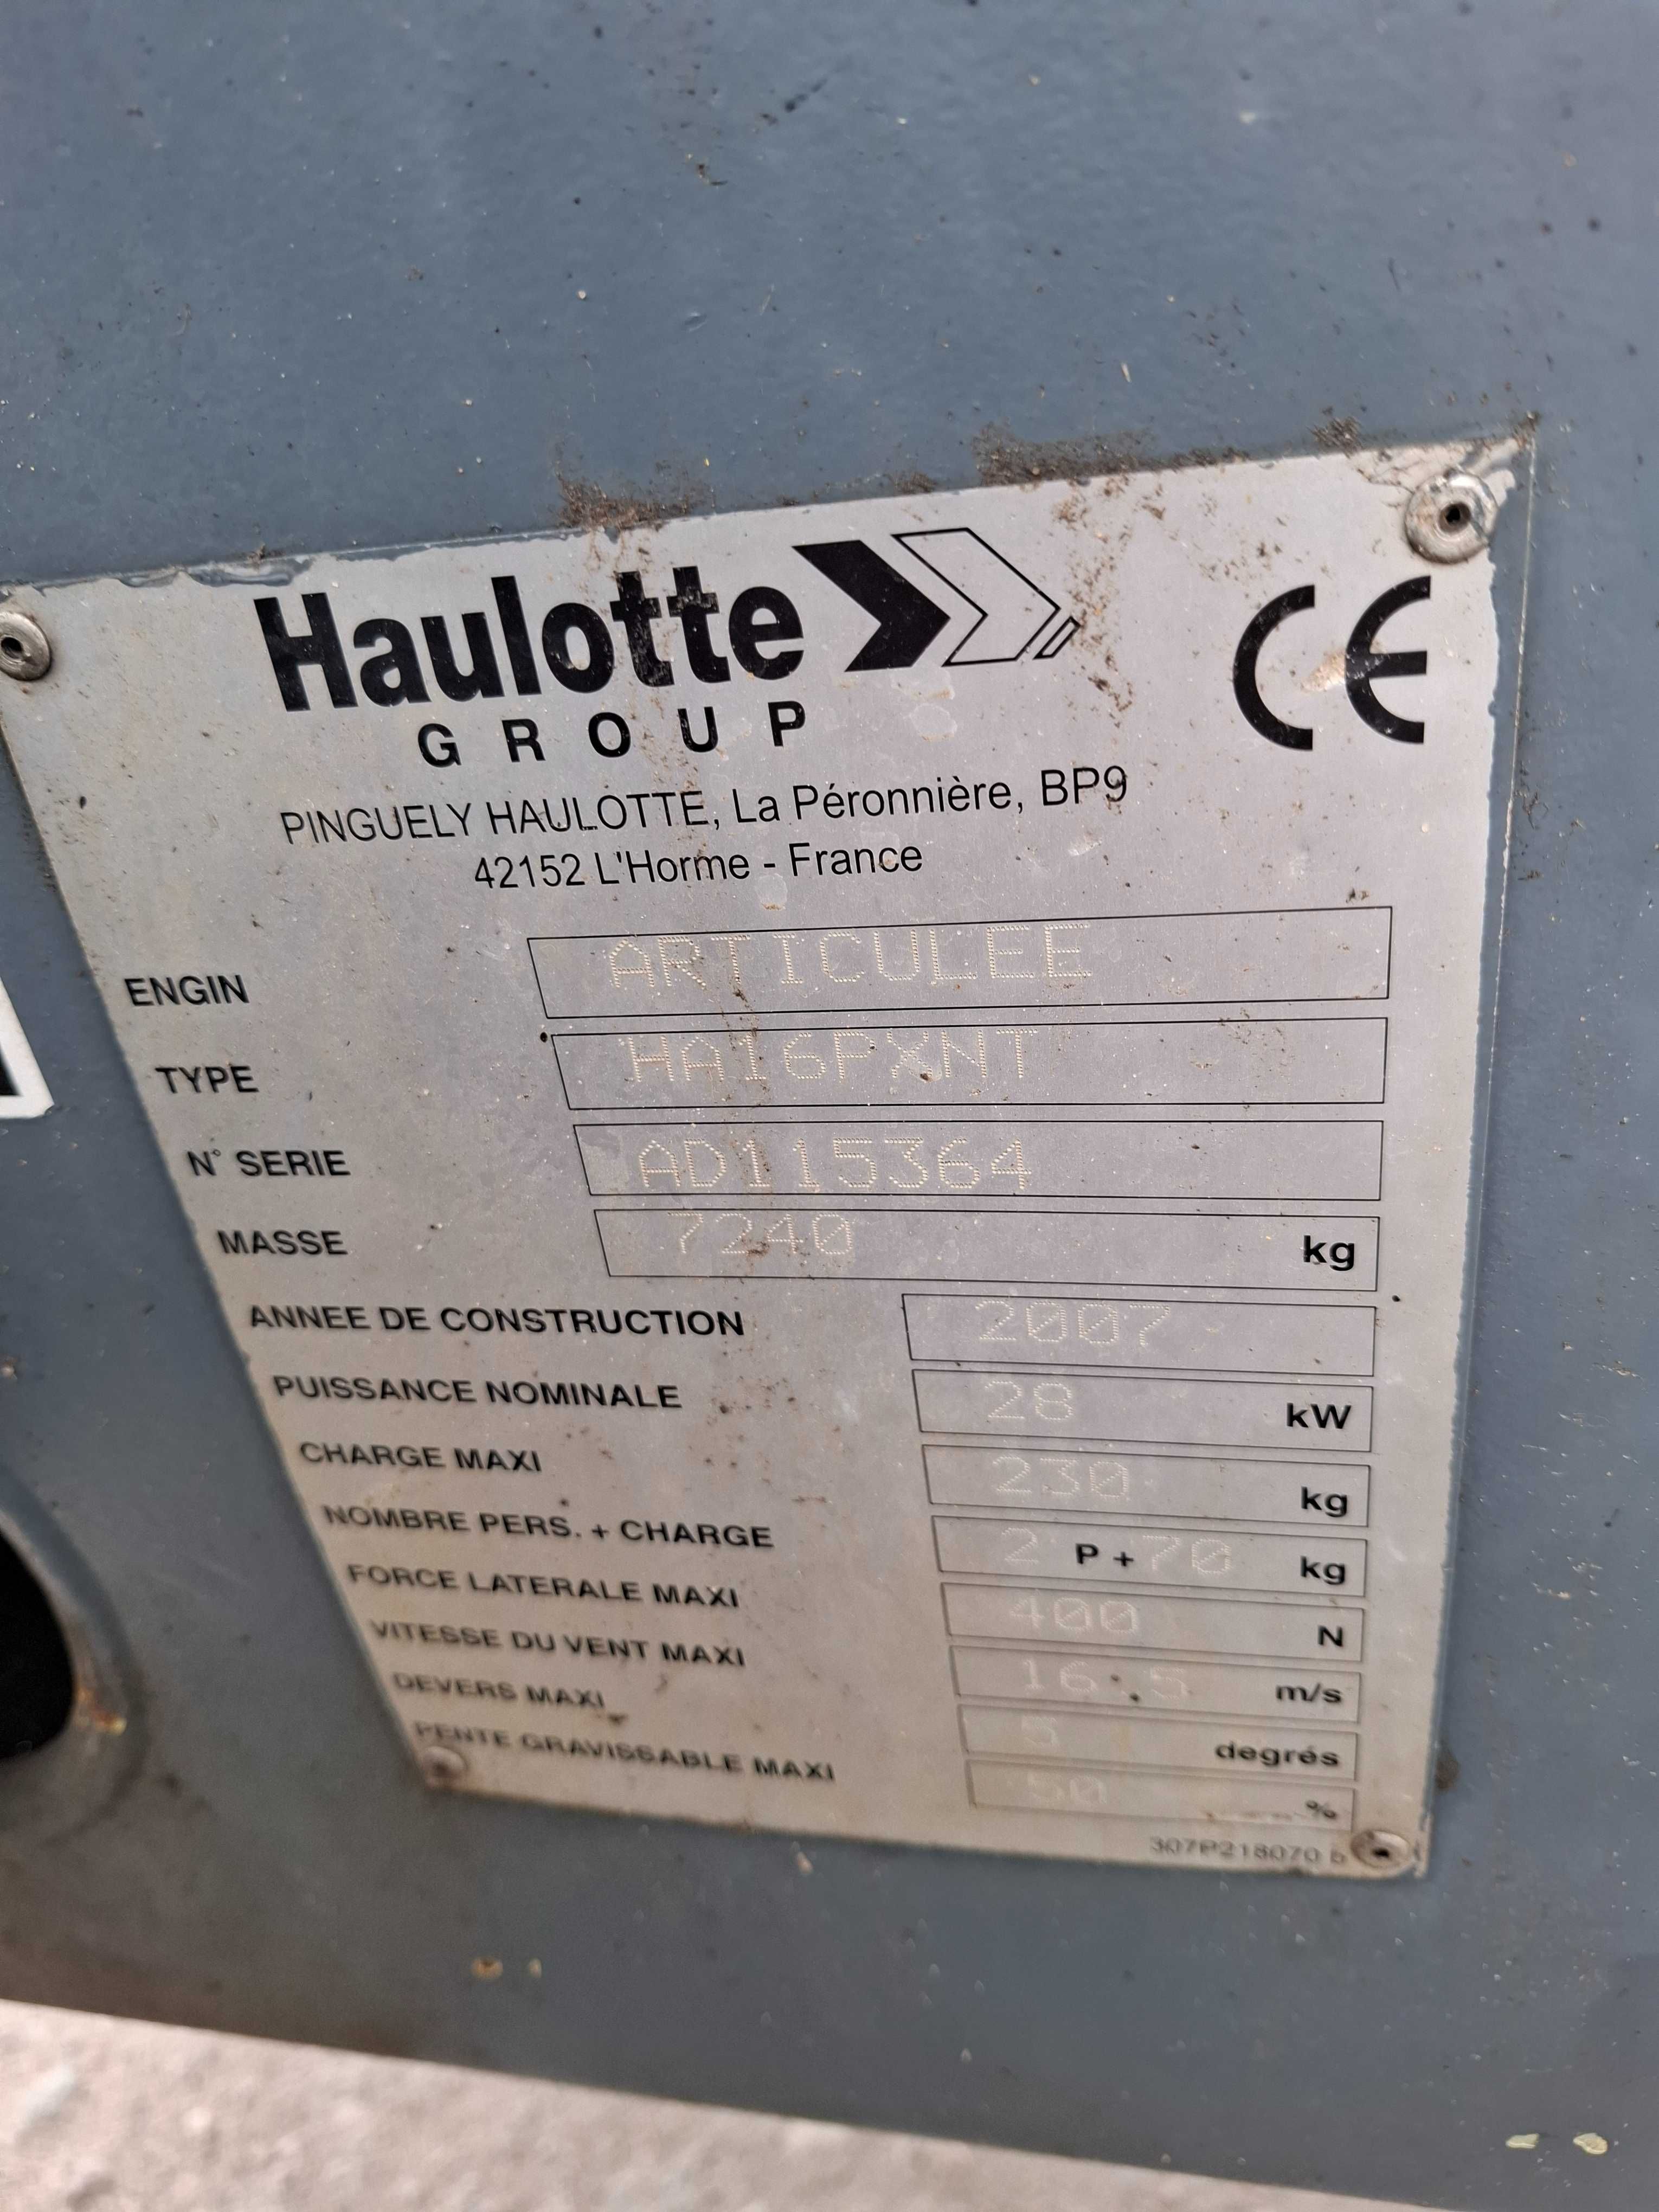 Haulotte
GROUP
CE
PINGUELY HAULOTTE, La Péronnière, BP9
42152 L'Horme - France
ENGIN ARTICULEE
TYPE HA16PXNT
N° SERIE AD115364
MASSE 7240 kg
ANNEE DE CONSTRUCTION 2007
PUISSANCE NOMINALE 28 kW
CHARGE MAXI 230 kg
NOMBRE PERS. + CHARGE 2 P + 70 kg
FORCE LATERALE MAXI 400 N
VITESSE DU VENT MAXI 16.5 m/s
DEVERS MAXI 5 degrés
PENTE GRAVISSABLE MAXI 50 %
307P218070 b